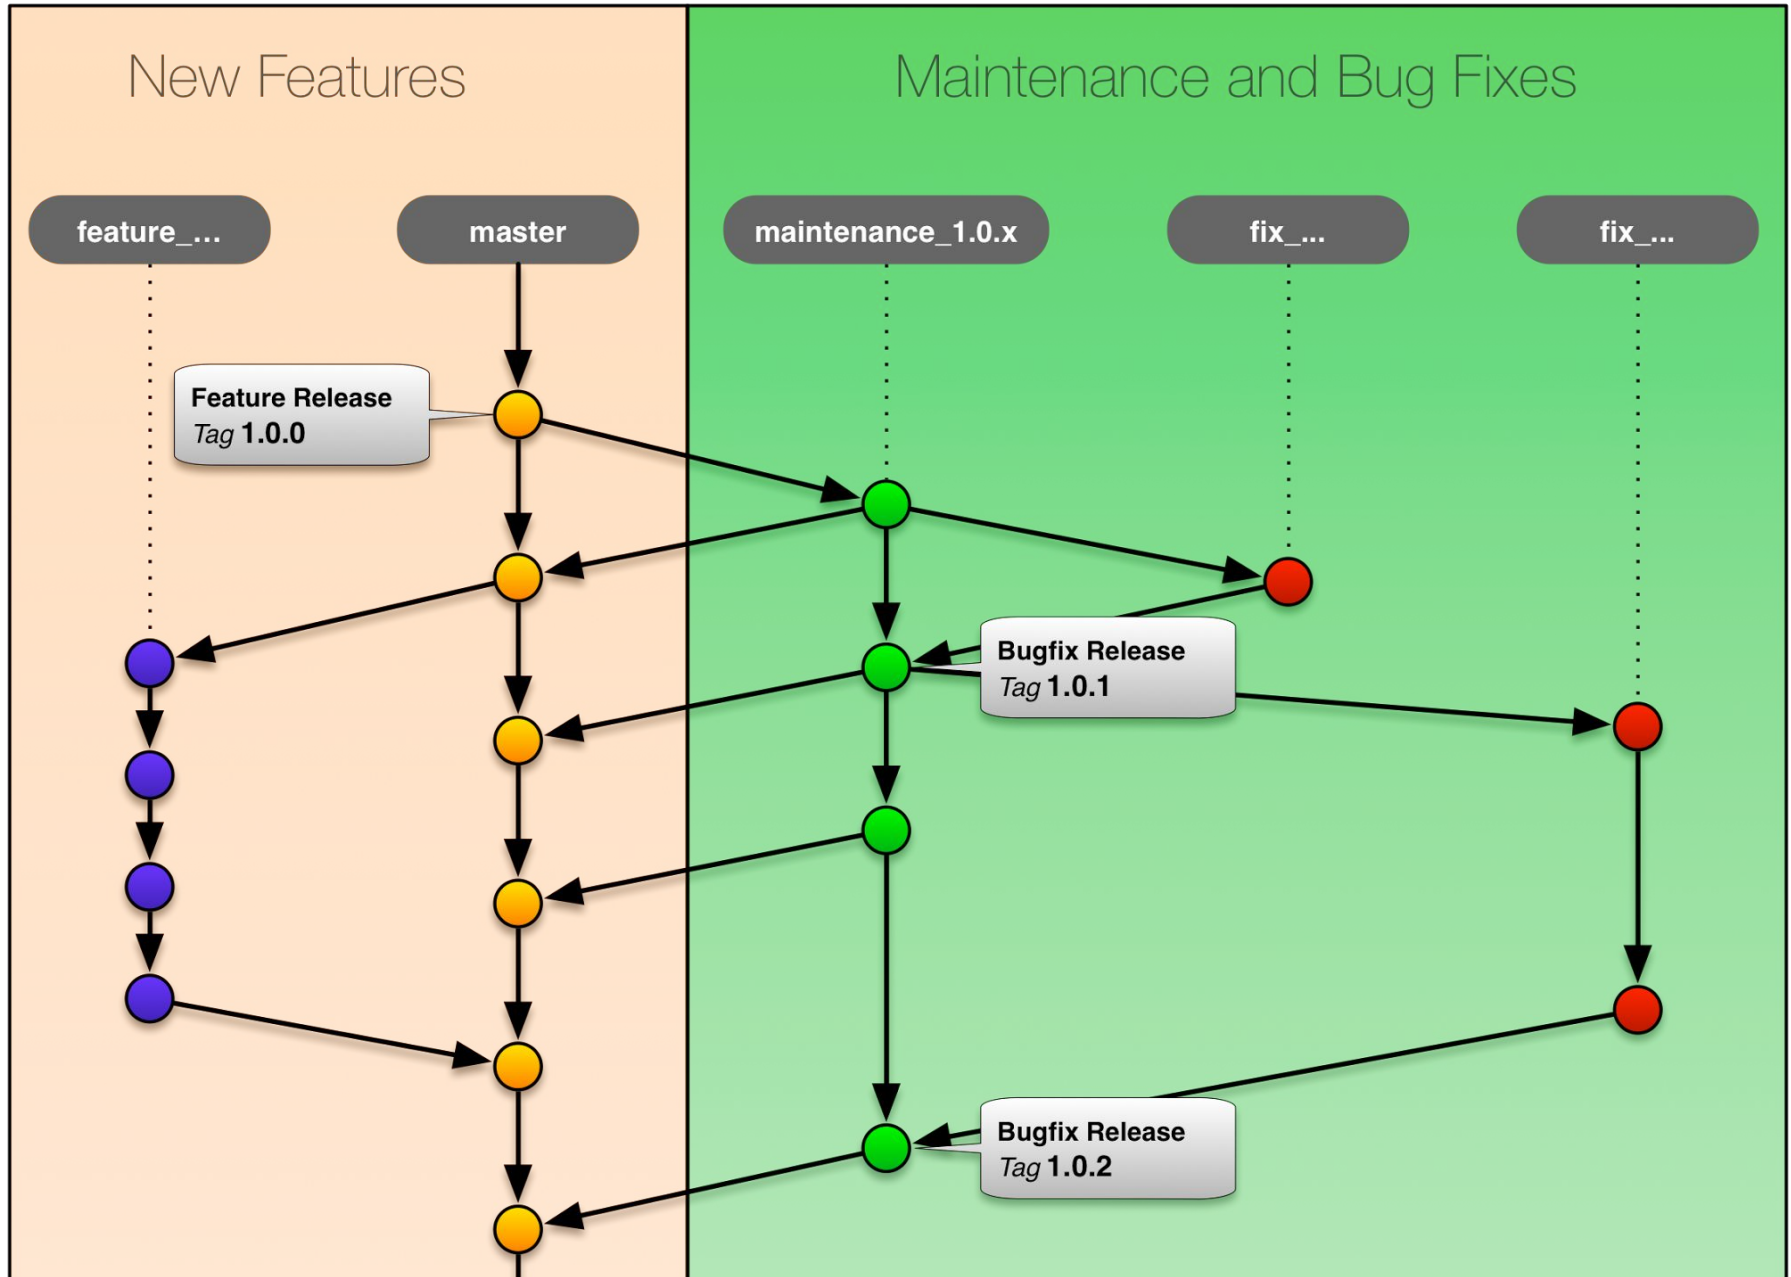 New Features
Maintenance and Bug Fixes
feature_...
master
maintenance_1.0.x
fix_...
fix_...
Feature Release
Tag 1.0.0
Bugfix Release
Tag 1.0.1
Bugfix Release
Tag 1.0.2